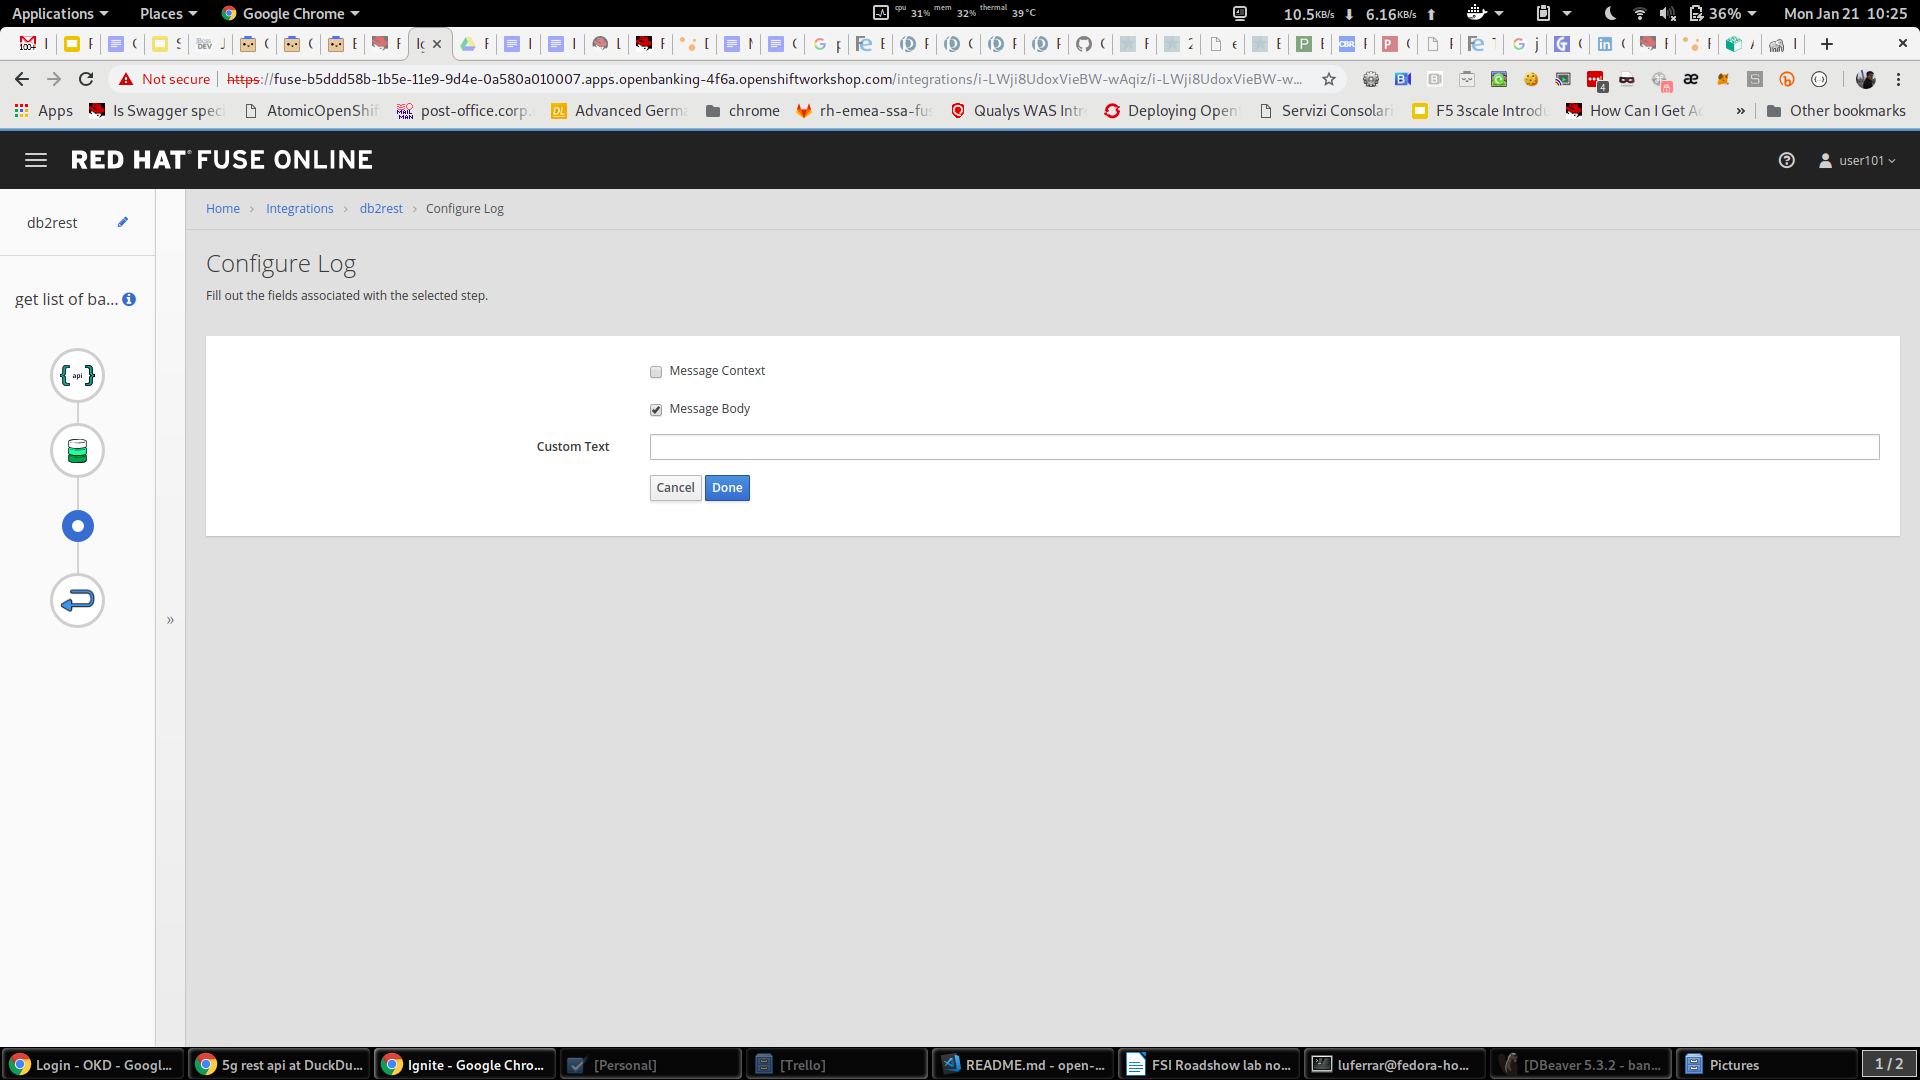 Applications Places Google Chrome cpu 31% mem 32% thermal 39°C 10.5KB/s 6.16KB/s 36% Mon Jan 21 10:25
Not secure https://fuse-b5ddd58b-1b5e-11e9-9d4e-0a580a010007.apps.openbanking-4f6a.openshiftworkshop.com/integrations/i-LWji8UdoxVieBW-wAqiz/i-LWji8UdoxVieBW-w...
Apps Is Swagger speci AtomicOpenShif post-office.corp. Advanced Germa chrome rh-emea-ssa-fus Qualys WAS Intr Deploying Open Servizi Consolari F5 3scale Introdu How Can I Get Ac » Other bookmarks
RED HAT FUSE ONLINE user101
db2rest
Home > Integrations > db2rest > Configure Log
Configure Log
Fill out the fields associated with the selected step.
get list of ba...
{ api }
Message Context
Message Body
Custom Text
Cancel Done
»
Login - OKD - Googl... 5g rest api at DuckDu... Ignite - Google Chro... [Personal] [Trello] README.md - open-... FSI Roadshow lab no... luferrar@fedora-ho... [DBeaver 5.3.2 - ban... Pictures 1 / 2